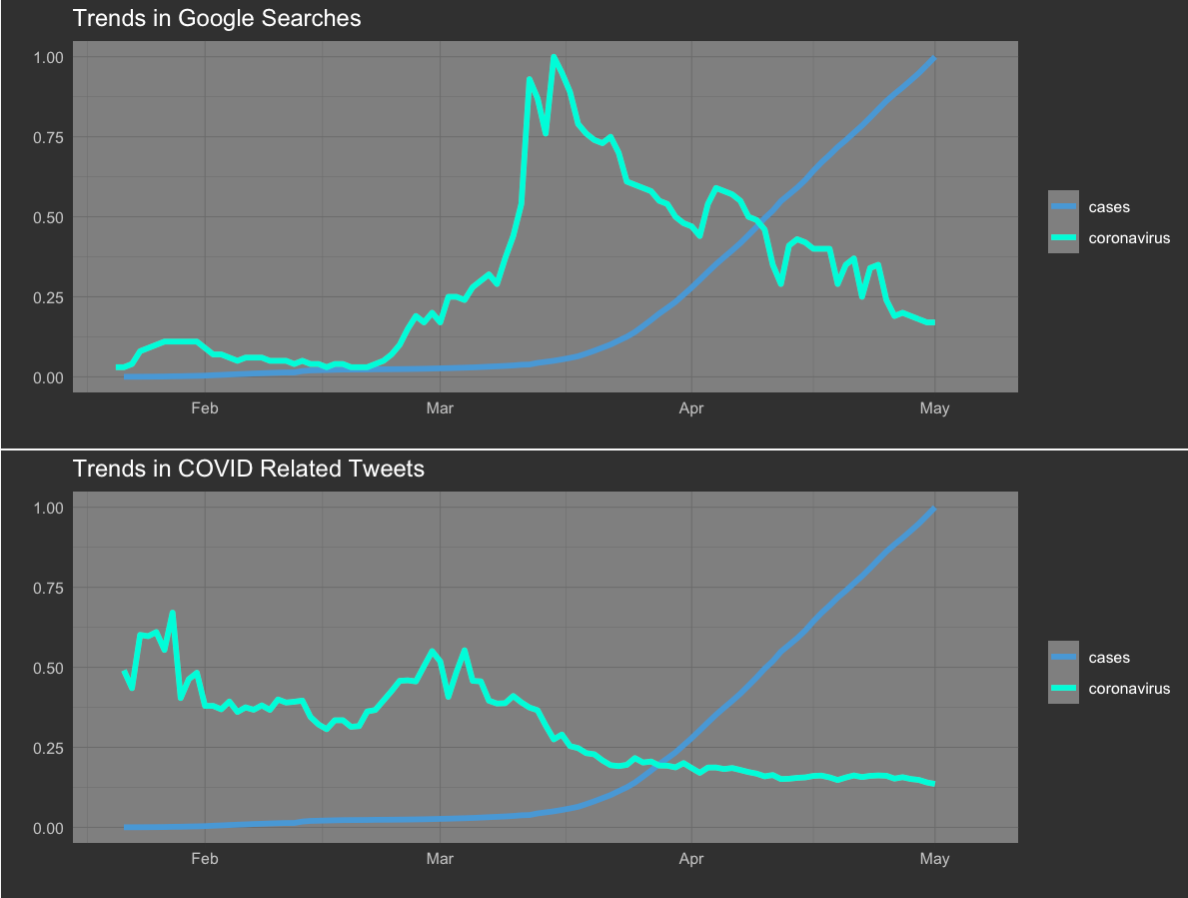 Trends in Google Searches
1.00
0.75
0.50
0.25
0.00
Feb Mar Apr May
cases
coronavirus
Trends in COVID Related Tweets
1.00
0.75
0.50
0.25
0.00
Feb Mar Apr May
cases
coronavirus